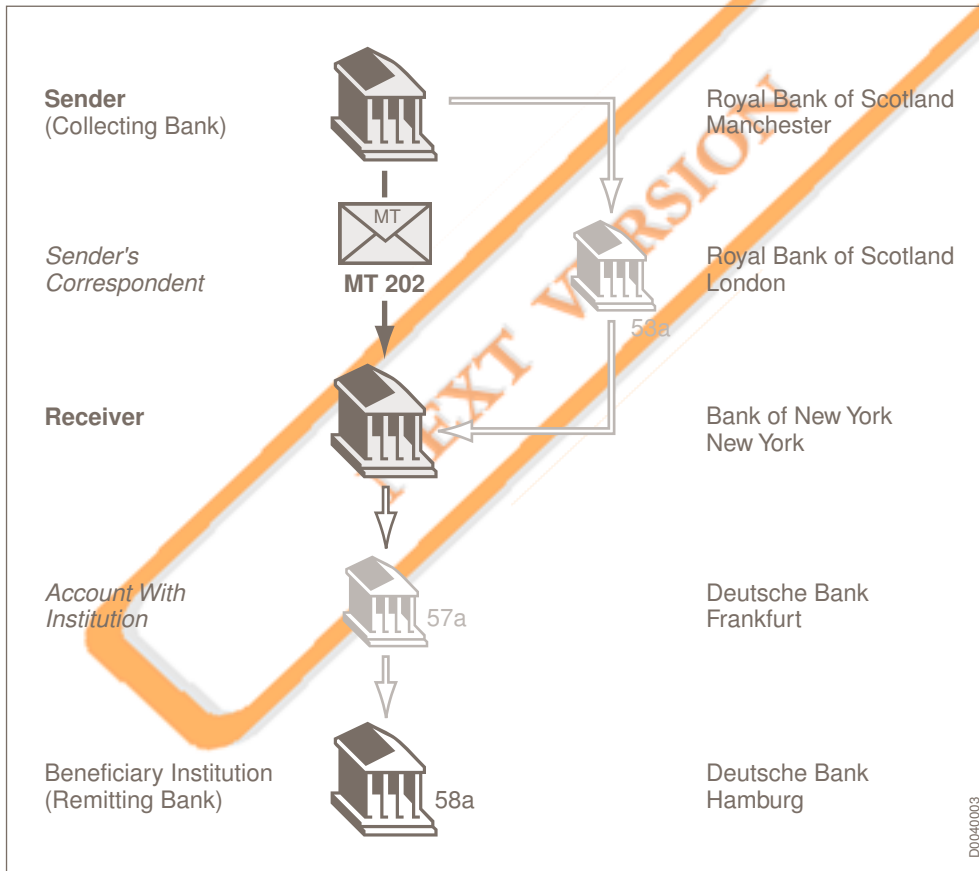 Sender
(Collecting Bank)
Royal Bank of Scotland
Manchester
MT
MT 202
Sender's
Correspondent
Royal Bank of Scotland
London
53a
Receiver
Bank of New York
New York
Account With
Institution
57a
Deutsche Bank
Frankfurt
Beneficiary Institution
(Remitting Bank)
58a
Deutsche Bank
Hamburg
D0040003
NEXT VERSION